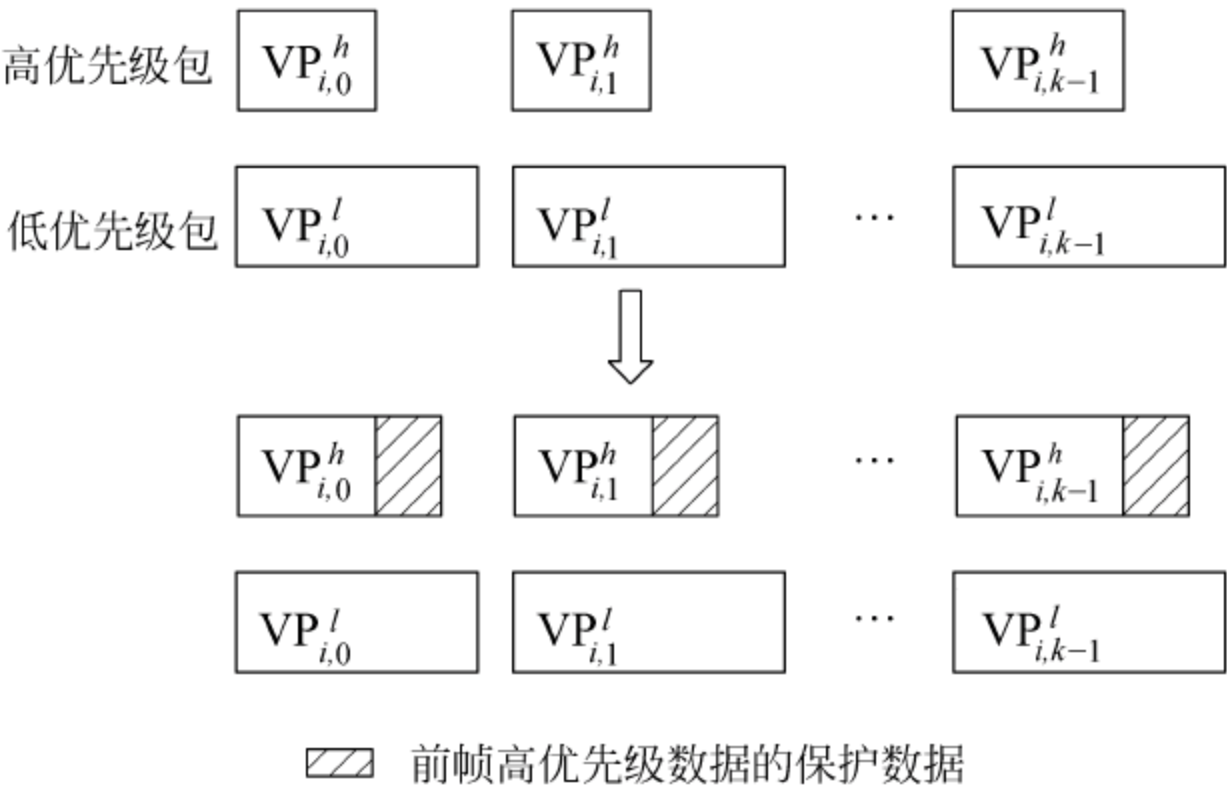 高优先级包 VP^h_{i,0} VP^h_{i,1} VP^h_{i,k−1}
低优先级包 VP^l_{i,0} VP^l_{i,1} … VP^l_{i,k−1}
VP^h_{i,0} VP^h_{i,1} … VP^h_{i,k−1}
VP^l_{i,0} VP^l_{i,1} … VP^l_{i,k−1}
前帧高优先级数据的保护数据